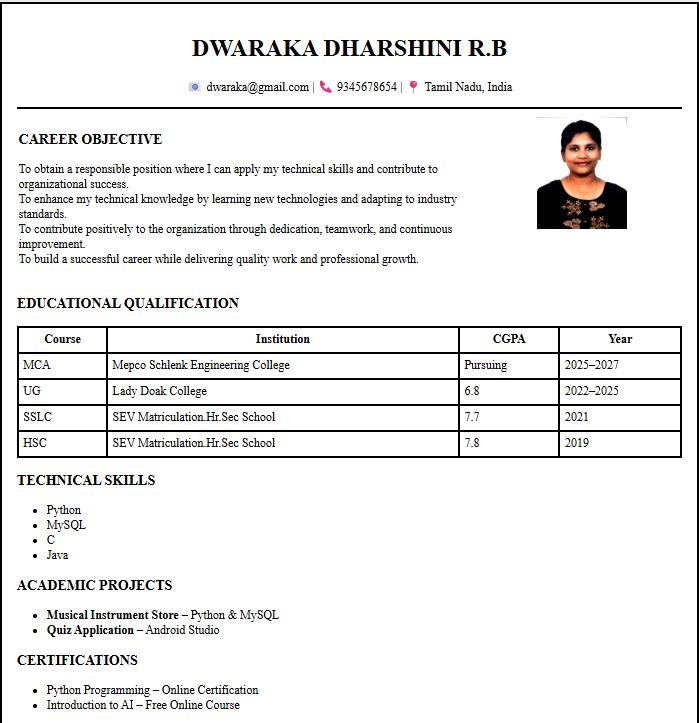 DWARAKA DHARSHINI R.B
dwaraka@gmail.com | 9345678654 | Tamil Nadu, India
CAREER OBJECTIVE
To obtain a responsible position where I can apply my technical skills and contribute to
organizational success.
To enhance my technical knowledge by learning new technologies and adapting to industry
standards.
To contribute positively to the organization through dedication, teamwork, and continuous
improvement.
To build a successful career while delivering quality work and professional growth.
EDUCATIONAL QUALIFICATION
Course Institution CGPA Year
MCA Mepco Schlenk Engineering College Pursuing 2025–2027
UG Lady Doak College 6.8 2022–2025
SSLC SEV Matriculation.Hr.Sec School 7.7 2021
HSC SEV Matriculation.Hr.Sec School 7.8 2019
TECHNICAL SKILLS
• Python
• MySQL
• C
• Java
ACADEMIC PROJECTS
• Musical Instrument Store – Python & MySQL
• Quiz Application – Android Studio
CERTIFICATIONS
• Python Programming – Online Certification
• Introduction to AI – Free Online Course